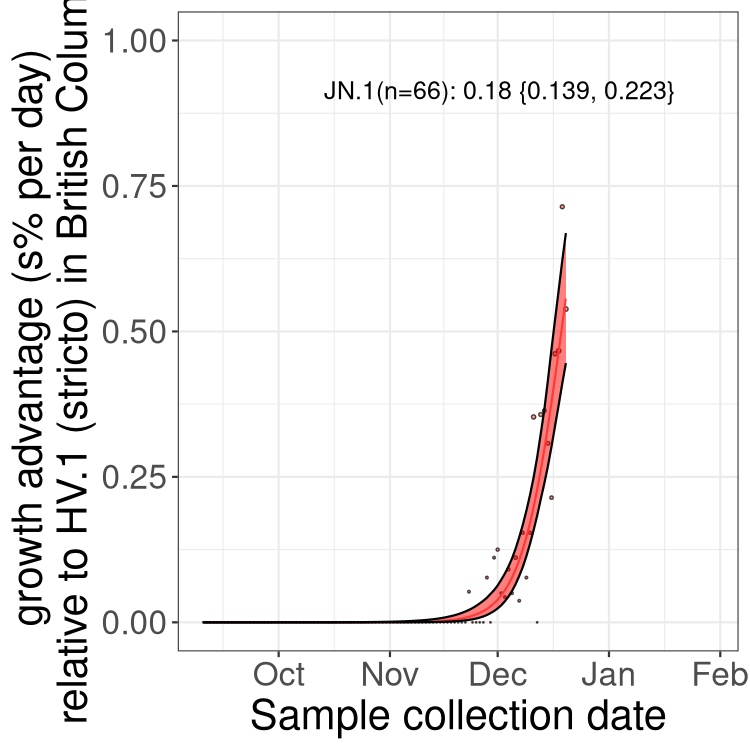 growth advantage (s% per day)
relative to HV.1 (stricto) in British Colum
1.00
0.75
0.50
0.25
0.00
JN.1(n=66): 0.18 {0.139, 0.223}
Oct Nov Dec Jan Feb
Sample collection date